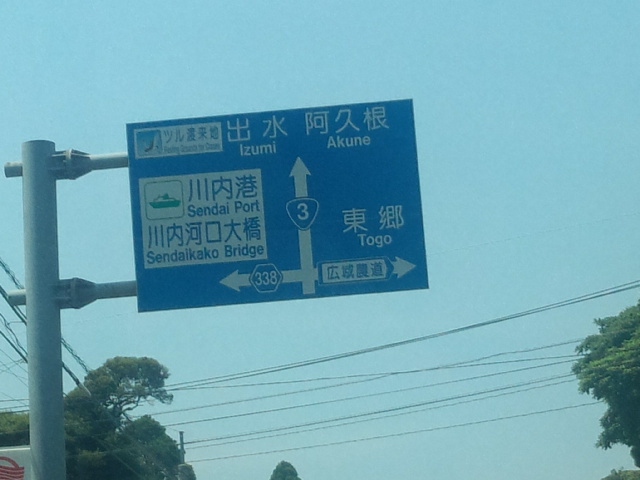 ツル渡来地
出水 阿久根
Izumi Akune
川内港
Sendai Port
川内河口大橋
Sendaikako Bridge
3
東郷
Togo
338
広域農道